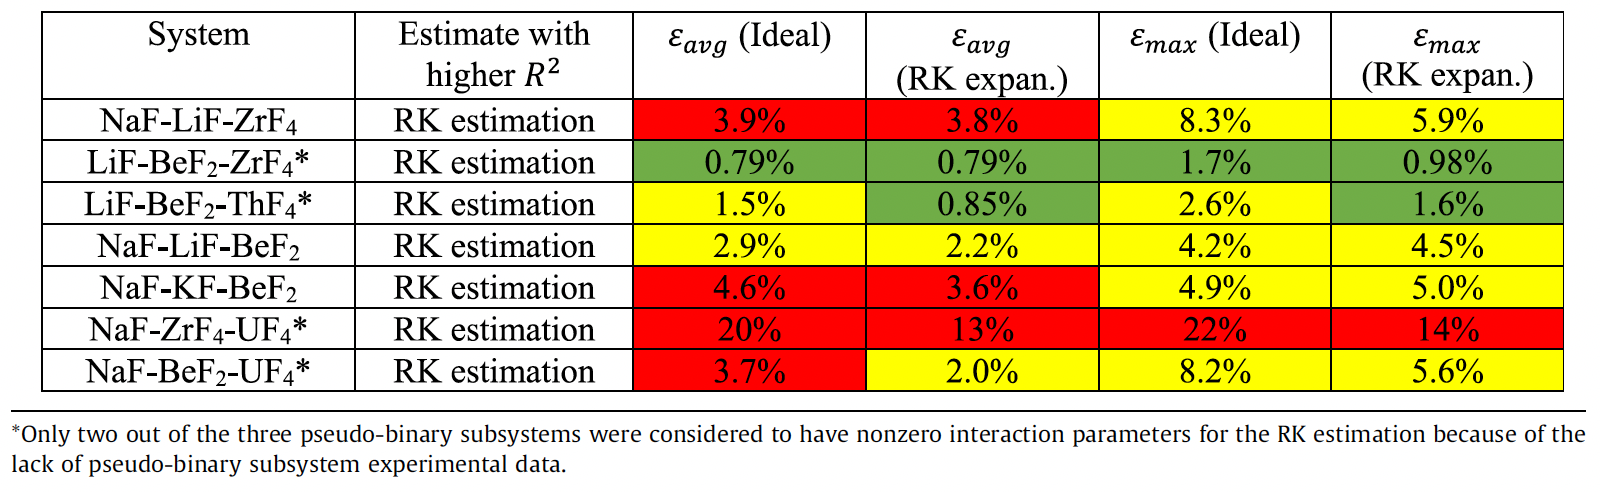 System Estimate with higher R² ε_avg (Ideal) ε_avg (RK expan.) ε_max (Ideal) ε_max (RK expan.)
NaF-LiF-ZrF₄ RK estimation 3.9% 3.8% 8.3% 5.9%
LiF-BeF₂-ZrF₄* RK estimation 0.79% 0.79% 1.7% 0.98%
LiF-BeF₂-ThF₄* RK estimation 1.5% 0.85% 2.6% 1.6%
NaF-LiF-BeF₂ RK estimation 2.9% 2.2% 4.2% 4.5%
NaF-KF-BeF₂ RK estimation 4.6% 3.6% 4.9% 5.0%
NaF-ZrF₄-UF₄* RK estimation 20% 13% 22% 14%
NaF-BeF₂-UF₄* RK estimation 3.7% 2.0% 8.2% 5.6%
*Only two out of the three pseudo-binary subsystems were considered to have nonzero interaction parameters for the RK estimation because of the
lack of pseudo-binary subsystem experimental data.